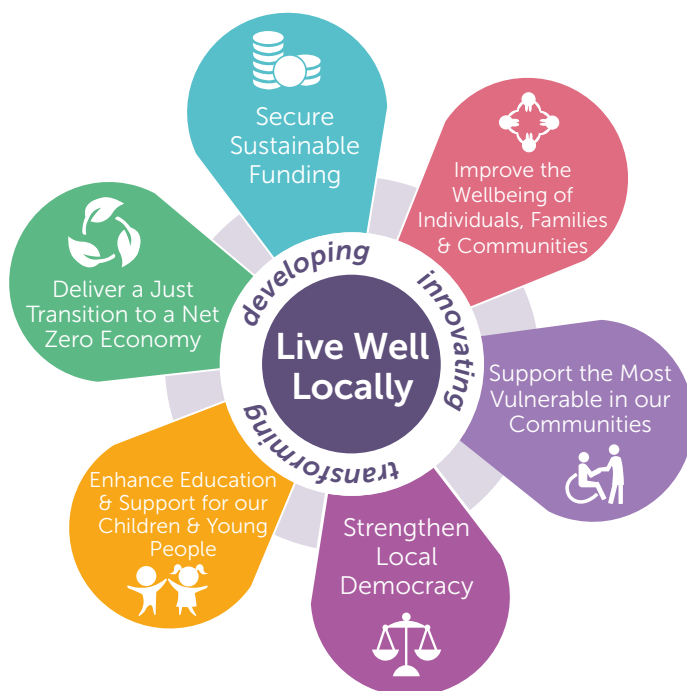 Secure
Sustainable
Funding
Improve the
Wellbeing of
Individuals, Families
& Communities
Support the Most
Vulnerable in our
Communities
Strengthen
Local
Democracy
Enhance Education
& Support for our
Children & Young
People
Deliver a Just
Transition to a Net
Zero Economy
developing
innovating
transforming
Live Well
Locally